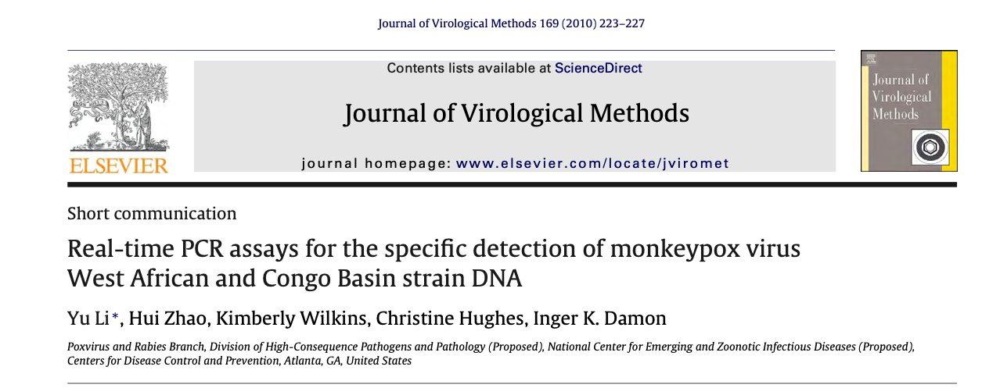 Journal of Virological Methods 169 (2010) 223–227
Contents lists available at ScienceDirect
Journal of Virological Methods
journal homepage: www.elsevier.com/locate/jviromet
ELSEVIER
Journal of
Virological
Methods
Short communication
Real-time PCR assays for the specific detection of monkeypox virus
West African and Congo Basin strain DNA
Yu Li*, Hui Zhao, Kimberly Wilkins, Christine Hughes, Inger K. Damon
Poxvirus and Rabies Branch, Division of High-Consequence Pathogens and Pathology (Proposed), National Center for Emerging and Zoonotic Infectious Diseases (Proposed),
Centers for Disease Control and Prevention, Atlanta, GA, United States